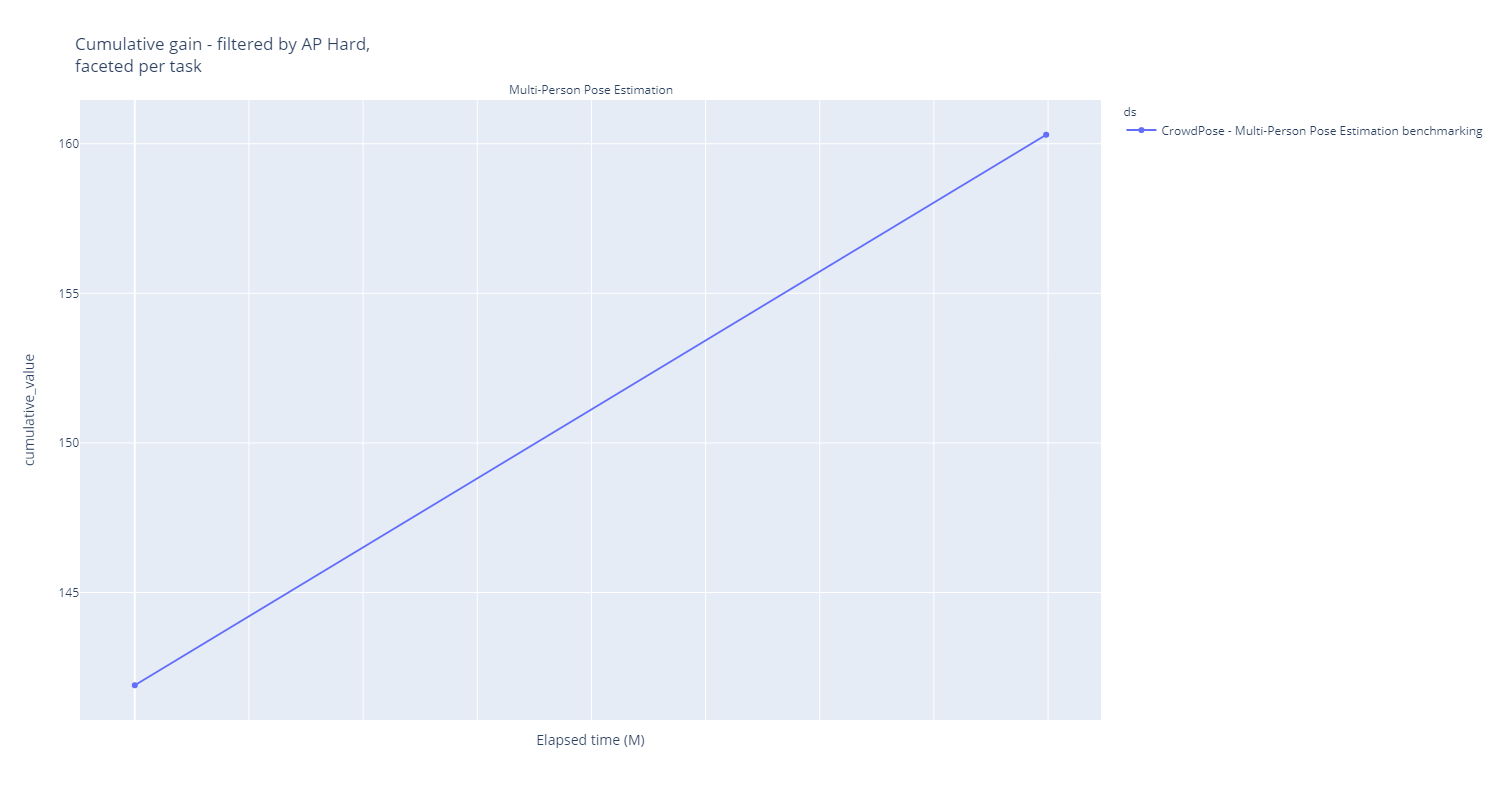 Cumulative gain - filtered by AP Hard,
faceted per task
Multi-Person Pose Estimation
ds
CrowdPose - Multi-Person Pose Estimation benchmarking
160
155
150
145
cumulative_value
Elapsed time (M)